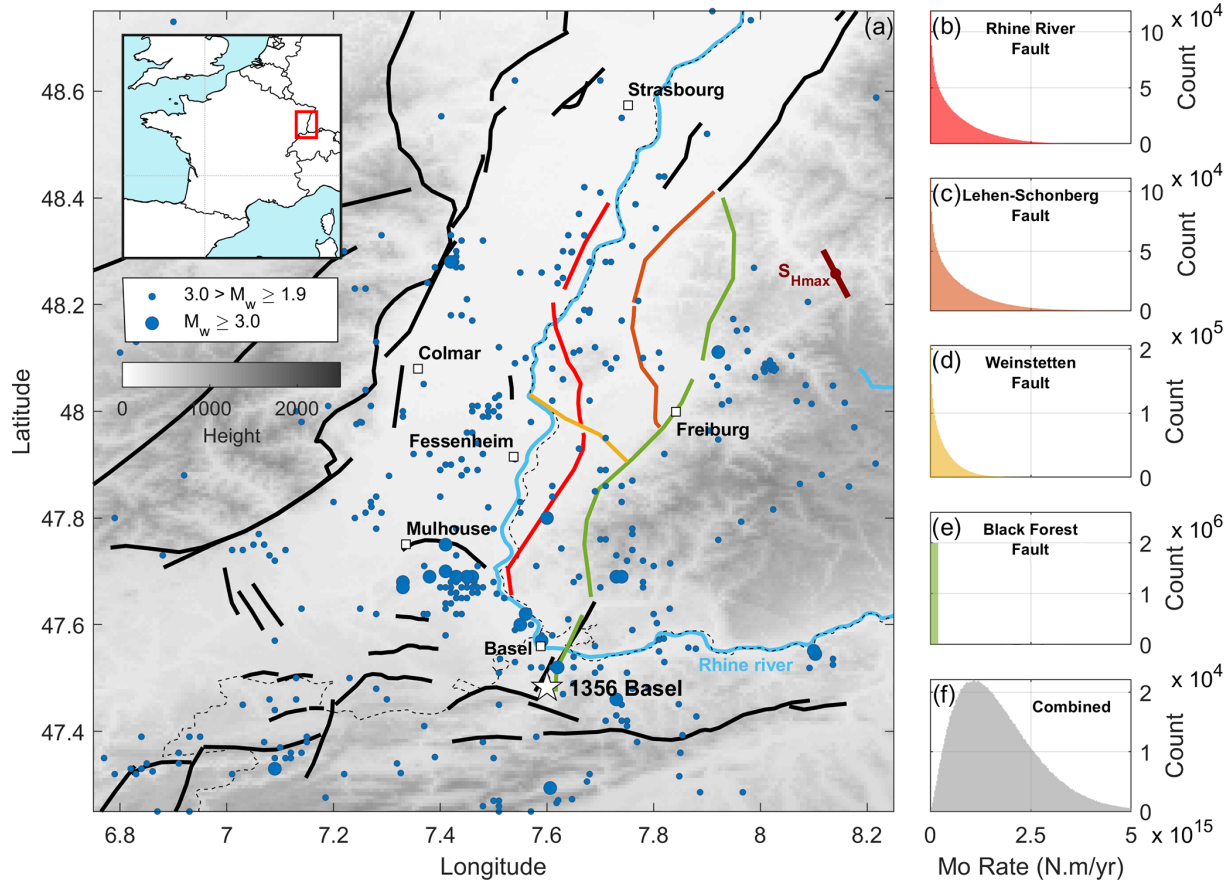 (a)
3.0 > Mw ≥ 1.9
Mw ≥ 3.0
0 1000 2000
Height
Strasbourg
Colmar
Fessenheim
Freiburg
Mulhouse
Basel
Rhine river
1356 Basel
SHmax
48.6
48.4
48.2
48
47.8
47.6
47.4
Latitude
6.8 7 7.2 7.4 7.6 7.8 8 8.2
Longitude
(b)
Rhine River
Fault
x 10^4
10
5
0
Count
(c)
Lehen-Schonberg
Fault
x 10^4
10
5
0
Count
(d)
Weinstetten
Fault
x 10^5
2
1
0
Count
(e)
Black Forest
Fault
x 10^6
2
1
0
Count
(f)
Combined
x 10^4
2
1
0
Count
0 2.5 5
x 10^15
Mo Rate (N.m/yr)